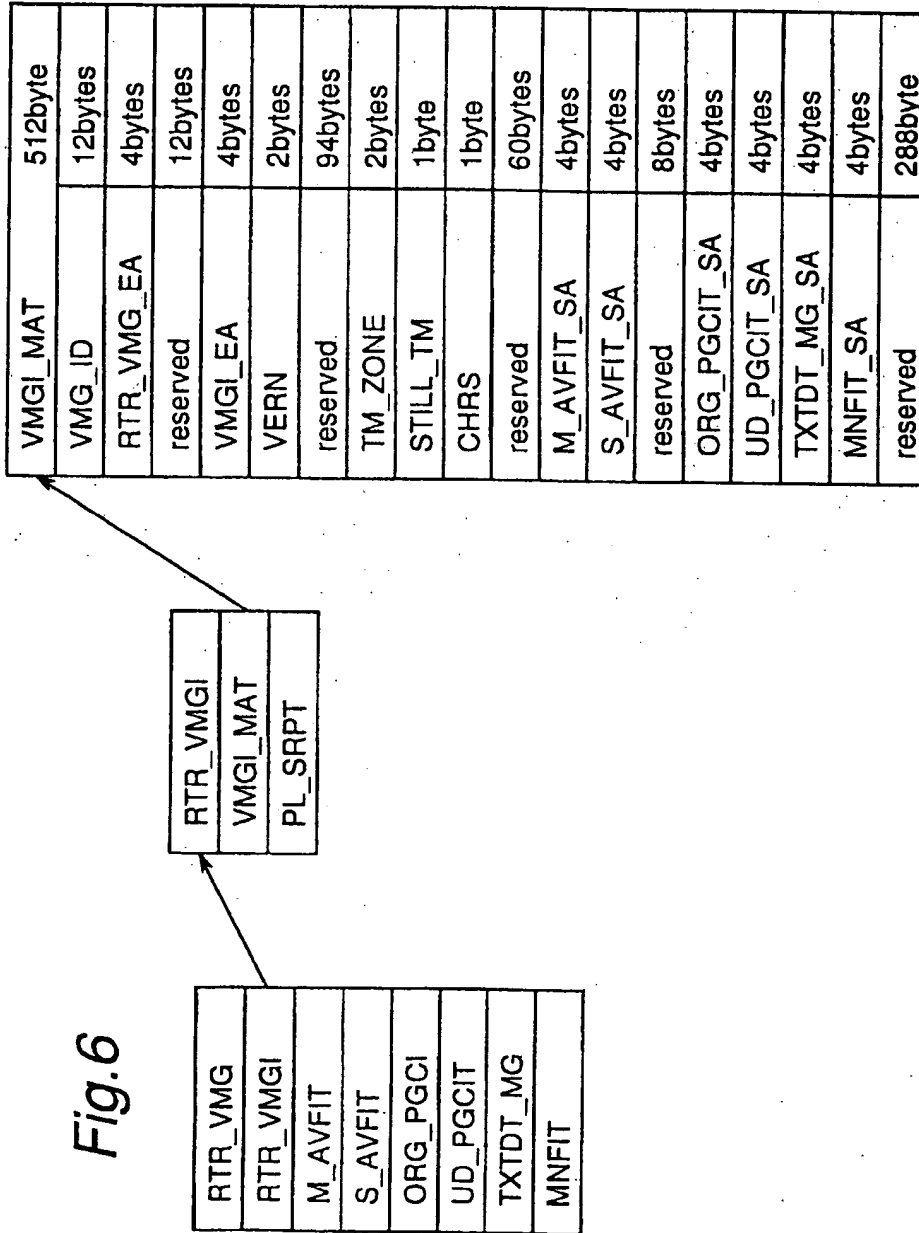 Fig.6
RTR_VMG
RTR_VMGI
M_AVFIT
S_AVFIT
ORG_PGCI
UD_PGCIT
TXTDT_MG
MNFIT
RTR_VMGI
VMGI_MAT
PL_SRPT
VMGI_MAT 512byte
VMG_ID 12bytes
RTR_VMG_EA 4bytes
reserved 12bytes
VMGI_EA 4bytes
VERN 2bytes
reserved 94bytes
TM_ZONE 2bytes
STILL_TM 1byte
CHRS 1byte
reserved 60bytes
M_AVFIT_SA 4bytes
S_AVFIT_SA 4bytes
reserved 8bytes
ORG_PGCIT_SA 4bytes
UD_PGCIT_SA 4bytes
TXTDT_MG_SA 4bytes
MNFIT_SA 4bytes
reserved 288byte